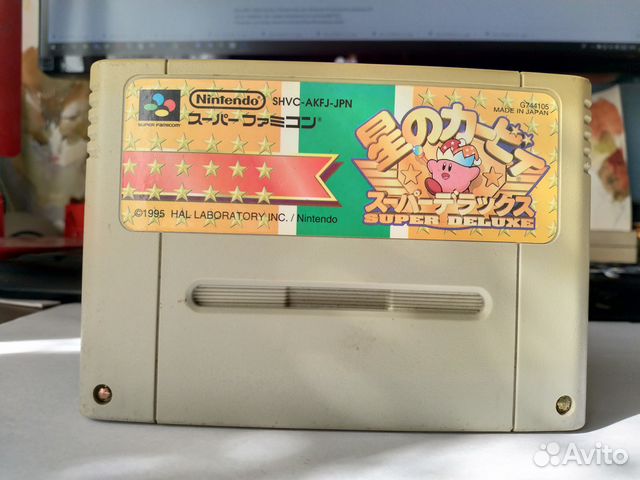 SUPER FAMICOM
Nintendo SHVC-AKFJ-JPN
スーパーファミコン®
G744105
MADE IN JAPAN
星のカービィ
スーパーデラックス
SUPER DELUXE
©1995 HAL LABORATORY INC. / Nintendo
Avito